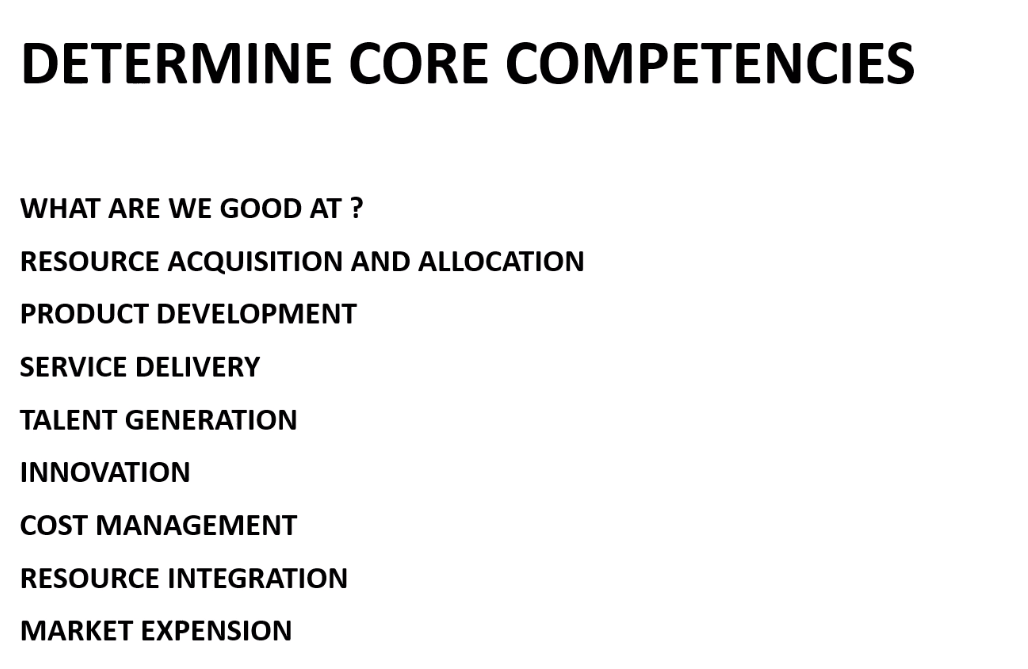 DETERMINE CORE COMPETENCIES
WHAT ARE WE GOOD AT ?
RESOURCE ACQUISITION AND ALLOCATION
PRODUCT DEVELOPMENT
SERVICE DELIVERY
TALENT GENERATION
INNOVATION
COST MANAGEMENT
RESOURCE INTEGRATION
MARKET EXPENSION